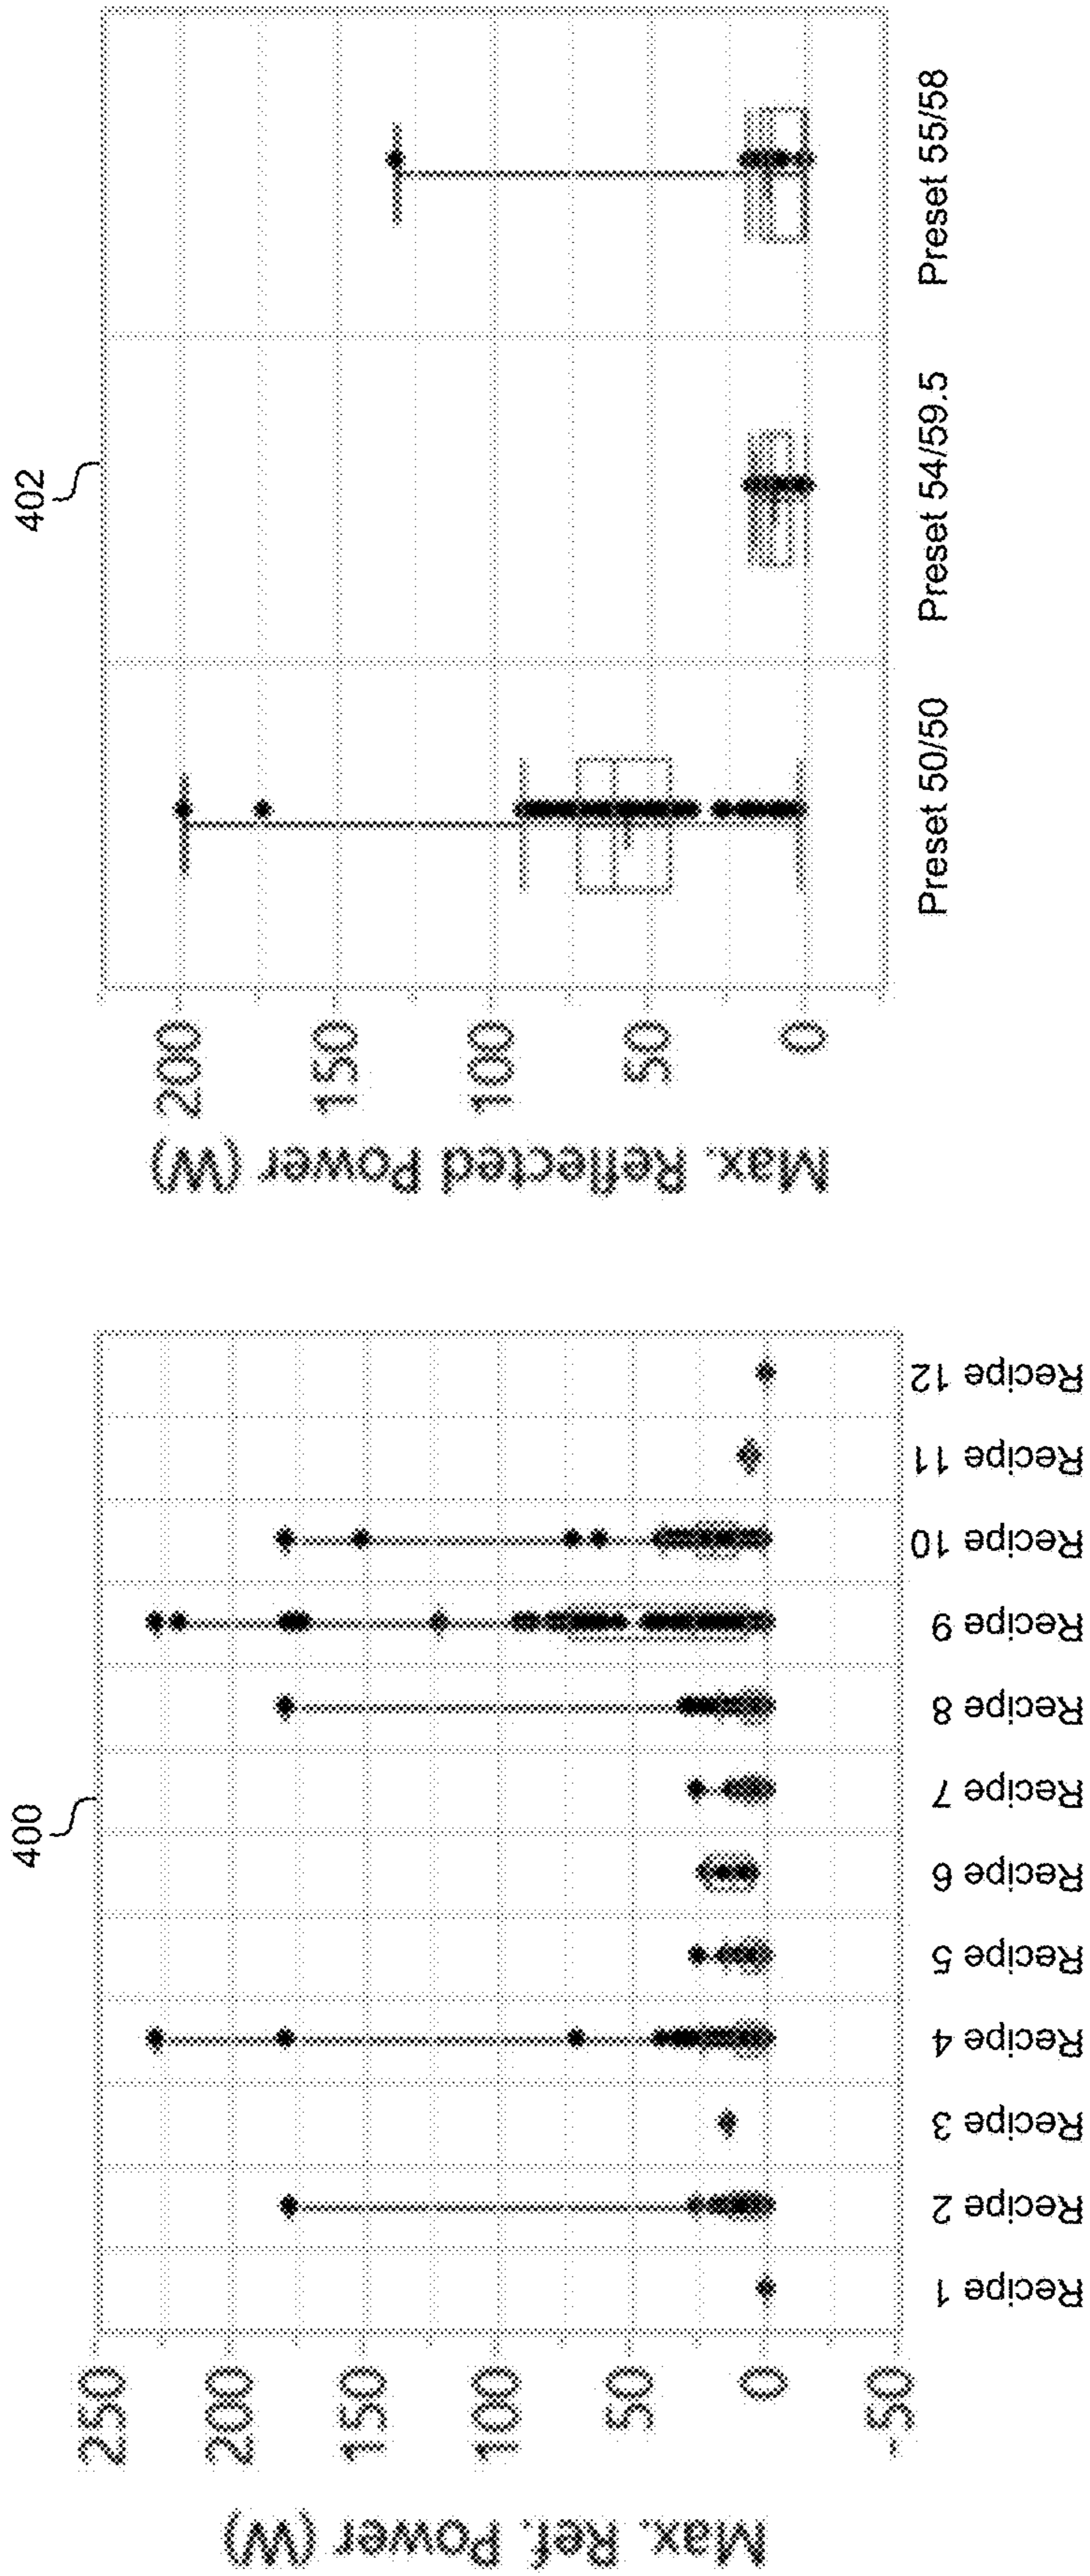 400
Max. Ref. Power (W)
250
200
150
100
50
0
-50
Recipe 1
Recipe 2
Recipe 3
Recipe 4
Recipe 5
Recipe 6
Recipe 7
Recipe 8
Recipe 9
Recipe 10
Recipe 11
Recipe 12
402
Max. Reflected Power (W)
200
150
100
50
0
Preset 50/50
Preset 54/59.5
Preset 55/58